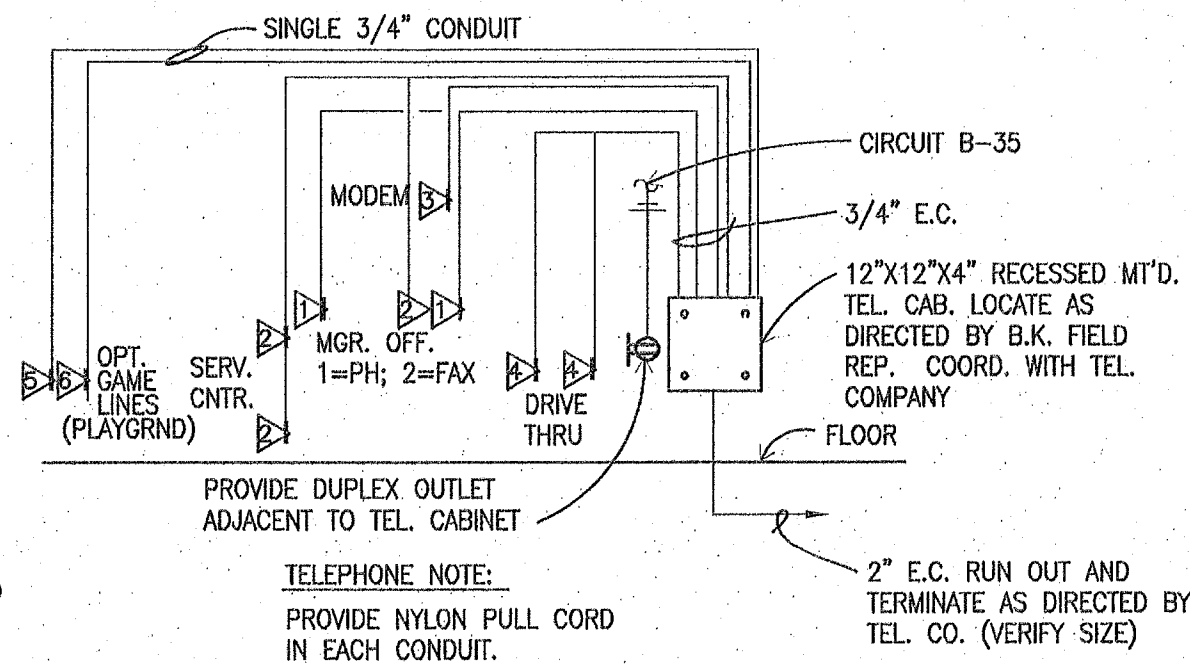 SINGLE 3/4" CONDUIT
CIRCUIT B-35
MODEM
3
3/4" E.C.
12"X12"X4" RECESSED MT'D.
TEL. CAB. LOCATE AS
DIRECTED BY B.K. FIELD
REP. COORD. WITH TEL.
COMPANY
1
2
1
MGR. OFF.
1=PH; 2=FAX
2
SERV.
CNTR.
2
5
6
OPT.
GAME
LINES
(PLAYGRND)
4
4
DRIVE
THRU
FLOOR
PROVIDE DUPLEX OUTLET
ADJACENT TO TEL. CABINET
TELEPHONE NOTE:
PROVIDE NYLON PULL CORD
IN EACH CONDUIT.
2" E.C. RUN OUT AND
TERMINATE AS DIRECTED BY
TEL. CO. (VERIFY SIZE)